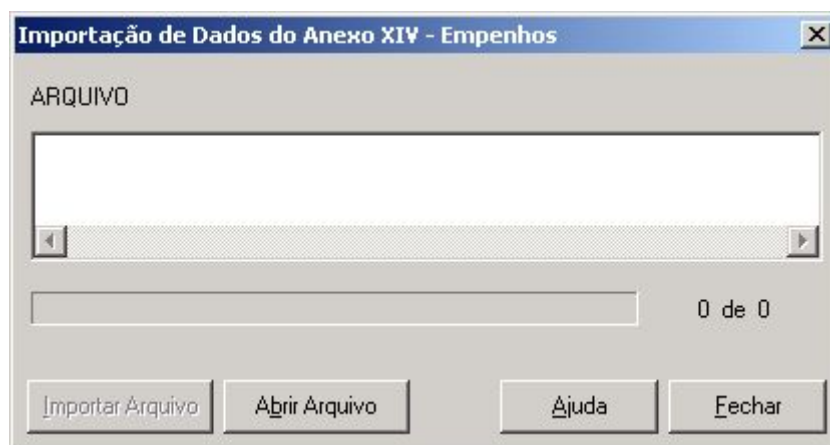 Importação de Dados do Anexo XIV - Empenhos
ARQUIVO
0 de 0
Importar Arquivo
Abrir Arquivo
Ajuda
Fechar